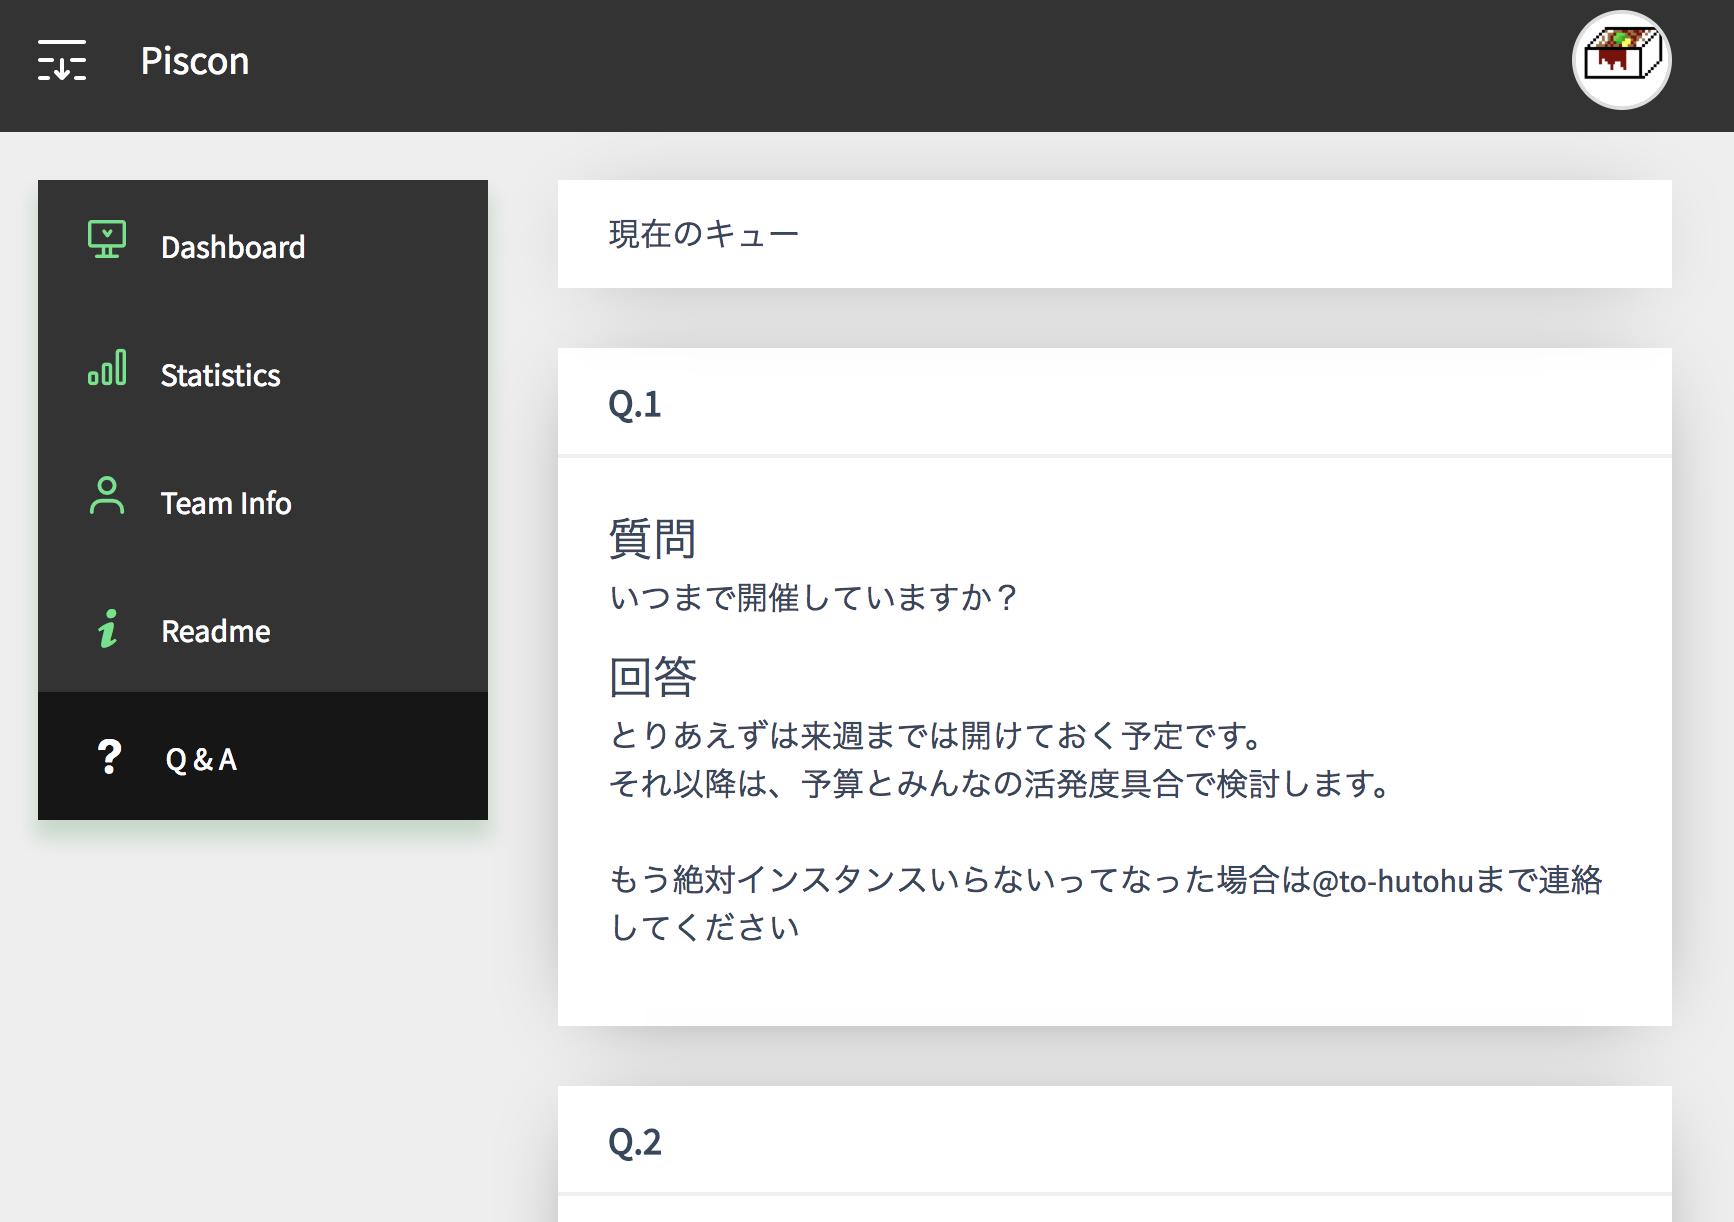 Piscon
Dashboard
Statistics
Team Info
Readme
? Q & A
現在のキュー
Q.1
質問
いつまで開催していますか？
回答
とりあえずは来週までは開けておく予定です。
それ以降は、予算とみんなの活発度具合で検討します。
もう絶対インスタンスいらないってなった場合は@to-hutohuまで連絡
してください
Q.2